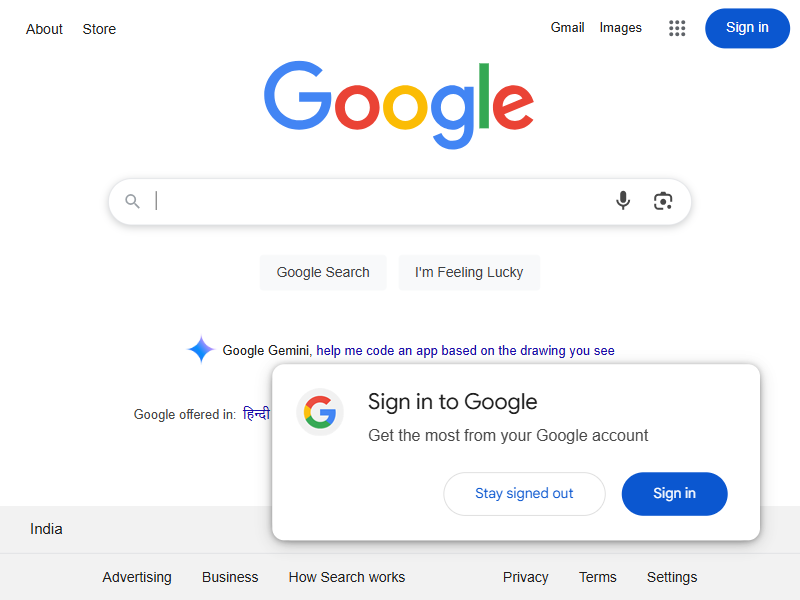 About Store Gmail Images Sign in
Google
Google Search I'm Feeling Lucky
Google Gemini, help me code an app based on the drawing you see
Google offered in: हिन्दी
Sign in to Google
Get the most from your Google account
Stay signed out Sign in
India
Advertising Business How Search works Privacy Terms Settings